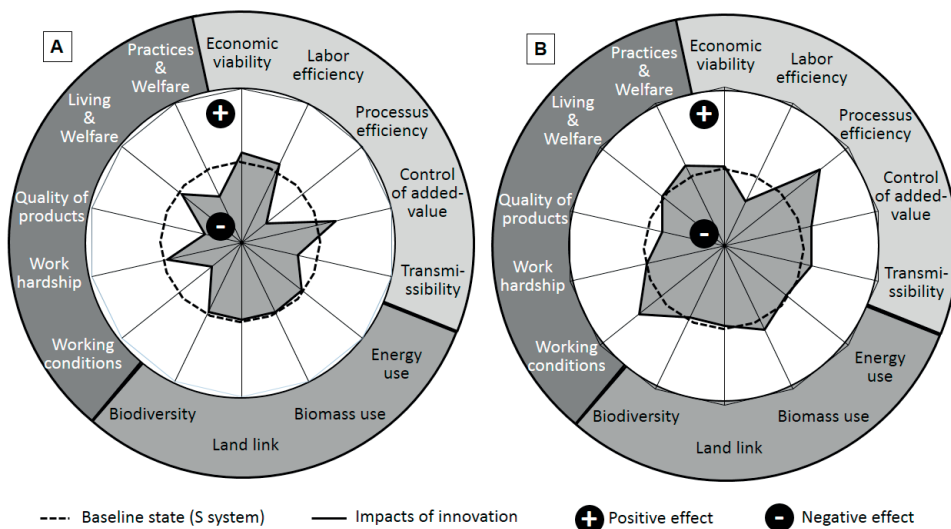 A
Economic
viability
Labor
efficiency
Processus
efficiency
Control
of added-
value
Transmi-
ssibility
Energy
use
Biomass use
Land link
Biodiversity
Working
conditions
Work
hardship
Quality of
products
Living
&
Welfare
Practices
&
Welfare
+
-
B
Economic
viability
Labor
efficiency
Processus
efficiency
Control
of added-
value
Transmi-
ssibility
Energy
use
Biomass use
Land link
Biodiversity
Working
conditions
Work
hardship
Quality of
products
Living
&
Welfare
Practices
&
Welfare
+
-
Baseline state (S system)
Impacts of innovation
+ Positive effect
- Negative effect